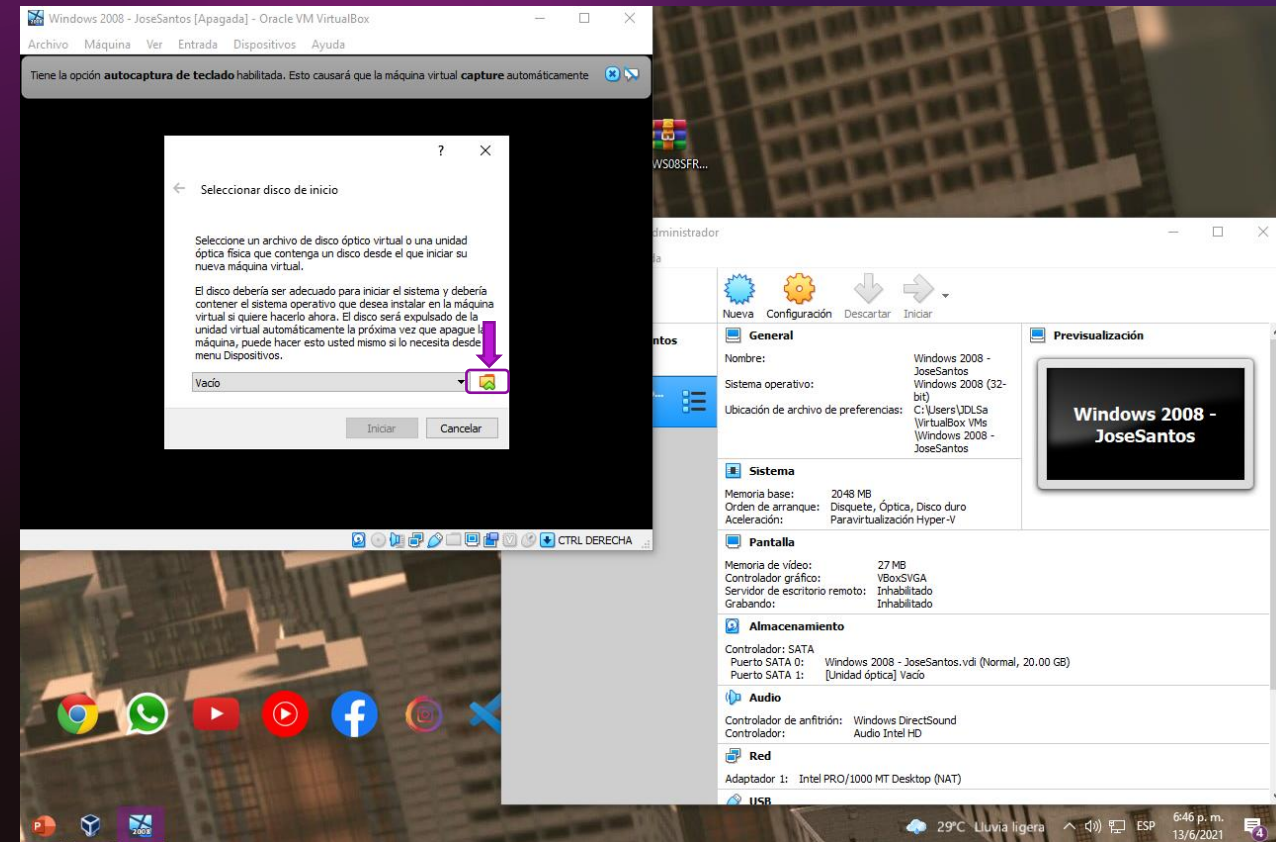 Windows 2008 - JoseSantos [Apagada] - Oracle VM VirtualBox
Archivo Máquina Ver Entrada Dispositivos Ayuda
Tiene la opción autocaptura de teclado habilitada. Esto causará que la máquina virtual capture automáticamente
?
Seleccionar disco de inicio
Seleccione un archivo de disco óptico virtual o una unidad
óptica física que contenga un disco desde el que iniciar su
nueva máquina virtual.
El disco debería ser adecuado para iniciar el sistema y debería
contener el sistema operativo que desea instalar en la máquina
virtual si quiere hacerlo ahora. El disco será expulsado de la
unidad virtual automáticamente la próxima vez que apague la
máquina, puede hacer esto usted mismo si lo necesita desde
menu Dispositivos.
Vacío
Iniciar Cancelar
CTRL DERECHA
WS08SFR...
dministrador
da
ntos
Nueva Configuración Descartar Iniciar
General
Nombre: Windows 2008 -
JoseSantos
Sistema operativo: Windows 2008 (32-
bit)
Ubicación de archivo de preferencias: C:\Users\JDLSa
\VirtualBox VMs
\Windows 2008 -
JoseSantos
Previsualización
Windows 2008 -
JoseSantos
Sistema
Memoria base: 2048 MB
Orden de arranque: Disquete, Óptica, Disco duro
Aceleración: Paravirtualización Hyper-V
Pantalla
Memoria de vídeo: 27 MB
Controlador gráfico: VBoxSVGA
Servidor de escritorio remoto: Inhabilitado
Grabando: Inhabilitado
Almacenamiento
Controlador: SATA
Puerto SATA 0: Windows 2008 - JoseSantos.vdi (Normal, 20.00 GB)
Puerto SATA 1: [Unidad óptica] Vacío
Audio
Controlador de anfitrión: Windows DirectSound
Controlador: Audio Intel HD
Red
Adaptador 1: Intel PRO/1000 MT Desktop (NAT)
USB
2008
29°C Lluvia ligera
ESP
6:46 p. m.
13/6/2021
4